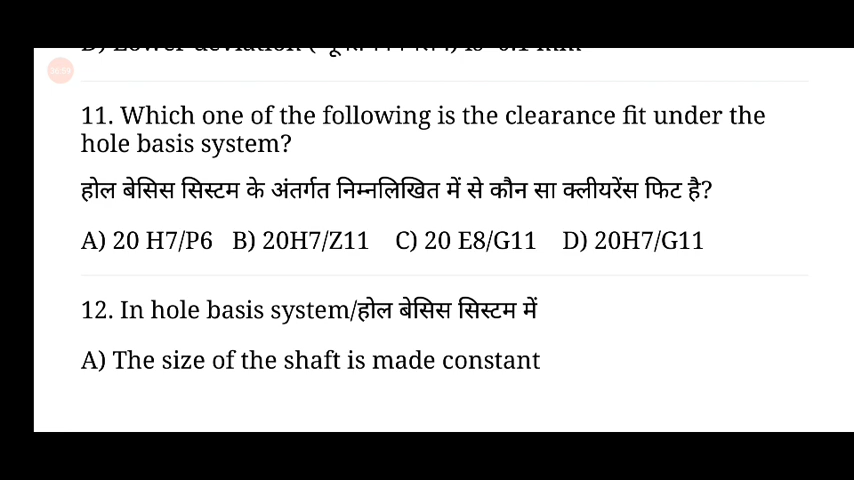 11. Which one of the following is the clearance fit under the
hole basis system?
होल बेसिस सिस्टम के अंतर्गत निम्नलिखित में से कौन सा क्लीयरेंस फिट है?
A) 20 H7/P6 B) 20H7/Z11 C) 20 E8/G11 D) 20H7/G11
12. In hole basis system/होल बेसिस सिस्टम में
A) The size of the shaft is made constant